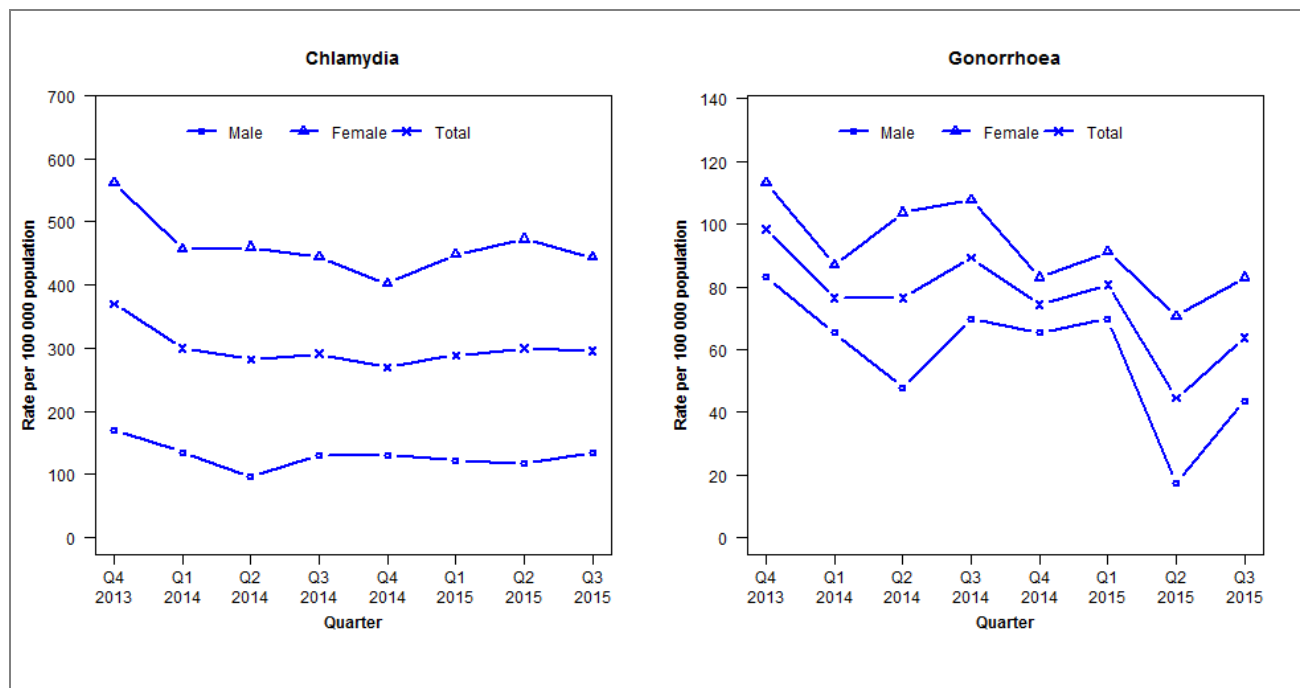 Chlamydia
700
600
500
400
300
200
100
0
Rate per 100 000 population
Male Female Total
Q4 Q1 Q2 Q3 Q4 Q1 Q2 Q3
2013 2014 2014 2014 2014 2015 2015 2015
Quarter
Gonorrhoea
140
120
100
80
60
40
20
0
Rate per 100 000 population
Male Female Total
Q4 Q1 Q2 Q3 Q4 Q1 Q2 Q3
2013 2014 2014 2014 2014 2015 2015 2015
Quarter